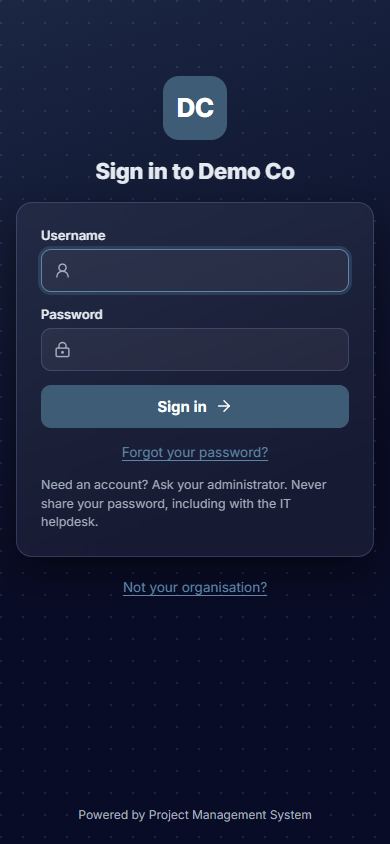 DC
Sign in to Demo Co
Username
Password
Sign in
Forgot your password?
Need an account? Ask your administrator. Never
share your password, including with the IT
helpdesk.
Not your organisation?
Powered by Project Management System